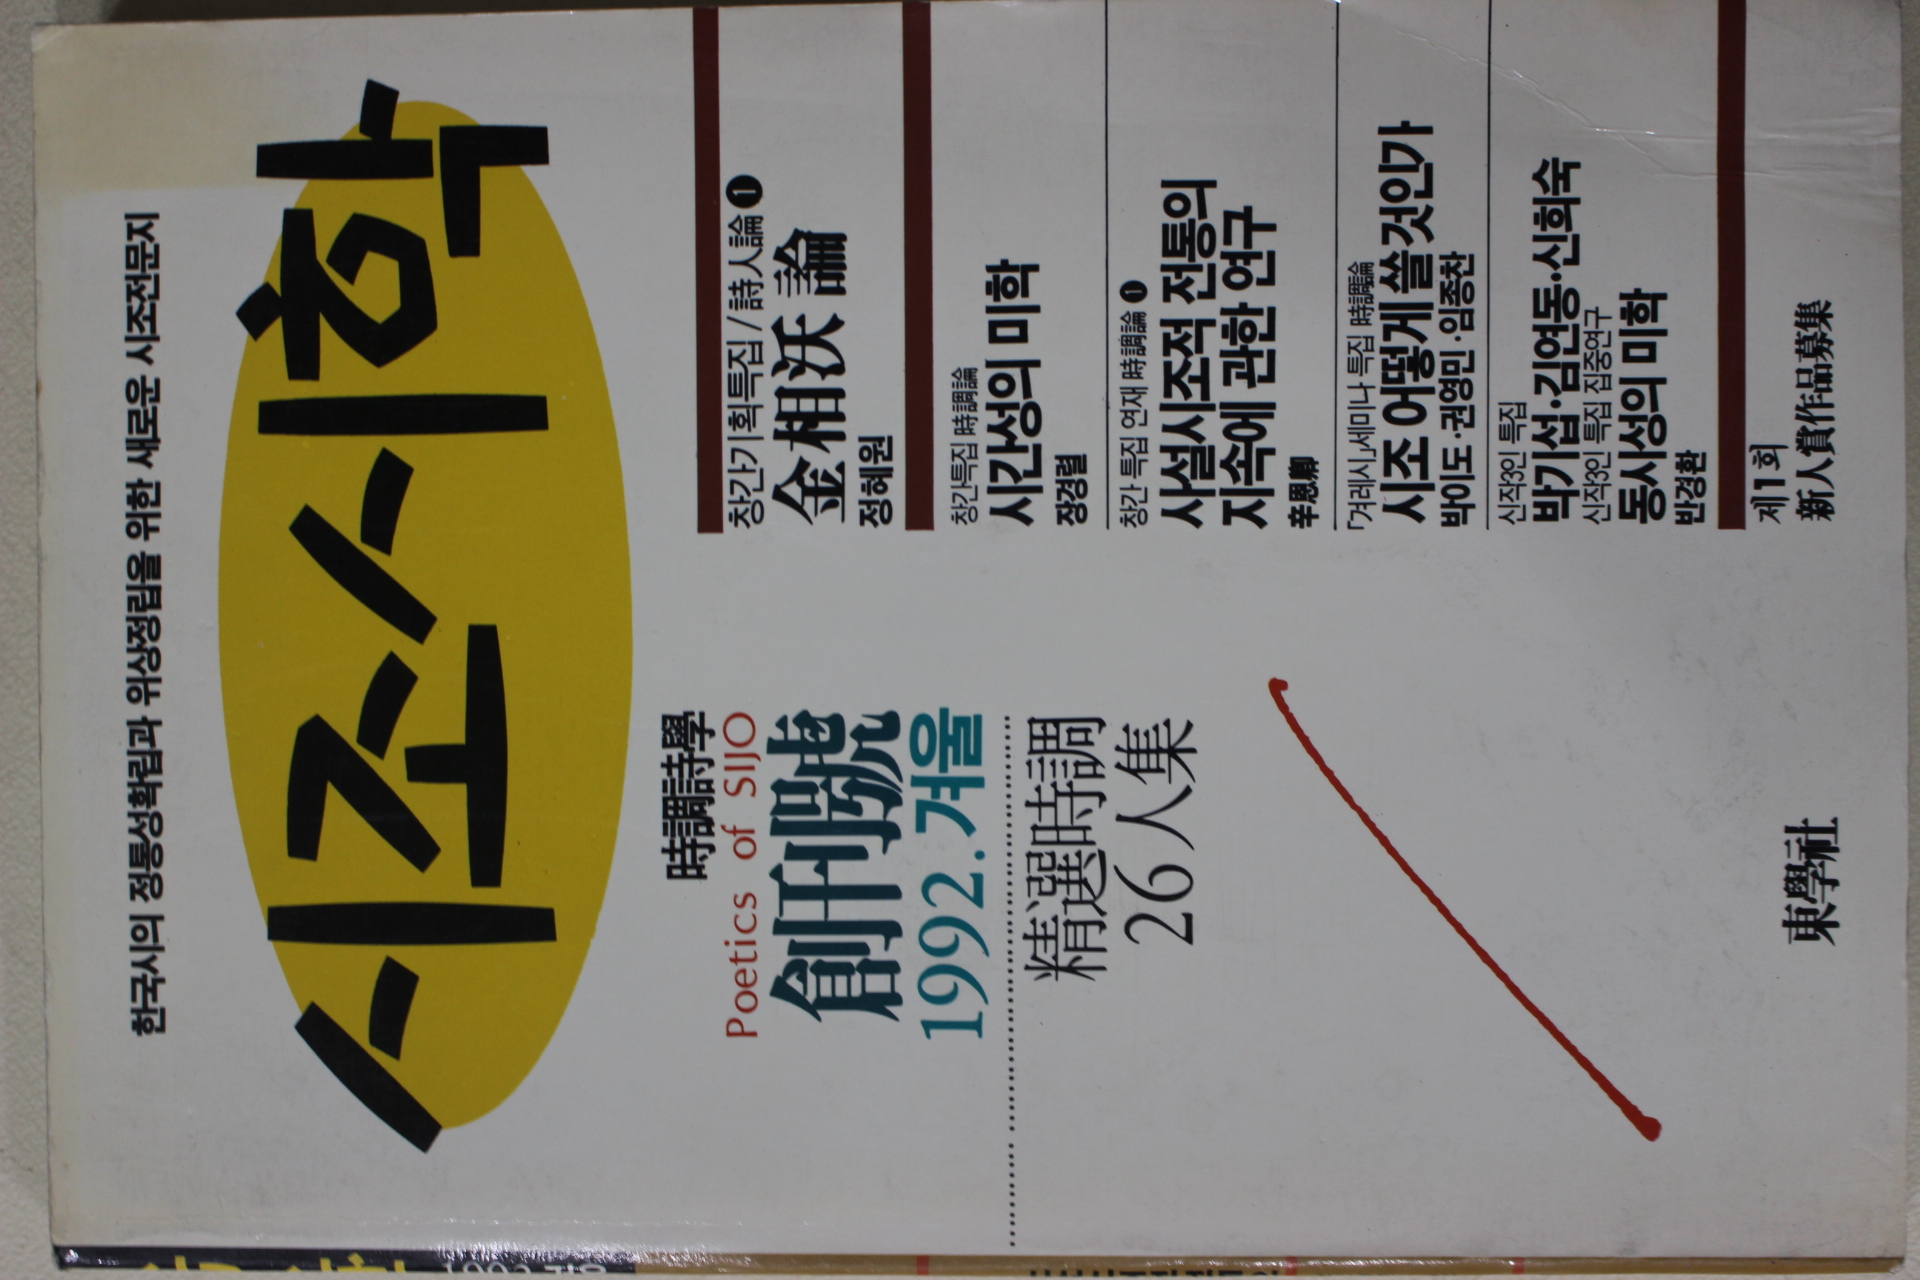 한국시의 정통성확립과 위상정립을 위한 새로운 시조전문지
시조시학
時調詩學
Poetics of SIJO
創刊號
1992.겨울
精選時調
26人集
창간기획특집/詩人論❶
金相沃 論
정혜원
창간특집 時調論
시간성의 미학
장경렬
창간 특집 연재 時調論❶
사설시조적 전통의
지속에 관한 연구
辛恩卿
「겨레시」세미나 특집 時調論
시조 어떻게 쓸 것인가
박이도·권영민·임종찬
신작3인 특집
박기섭·김연동·신희숙
신작3인 특집 집중연구
동시성의 미학
반경환
제1회
新人賞作品募集
東學社